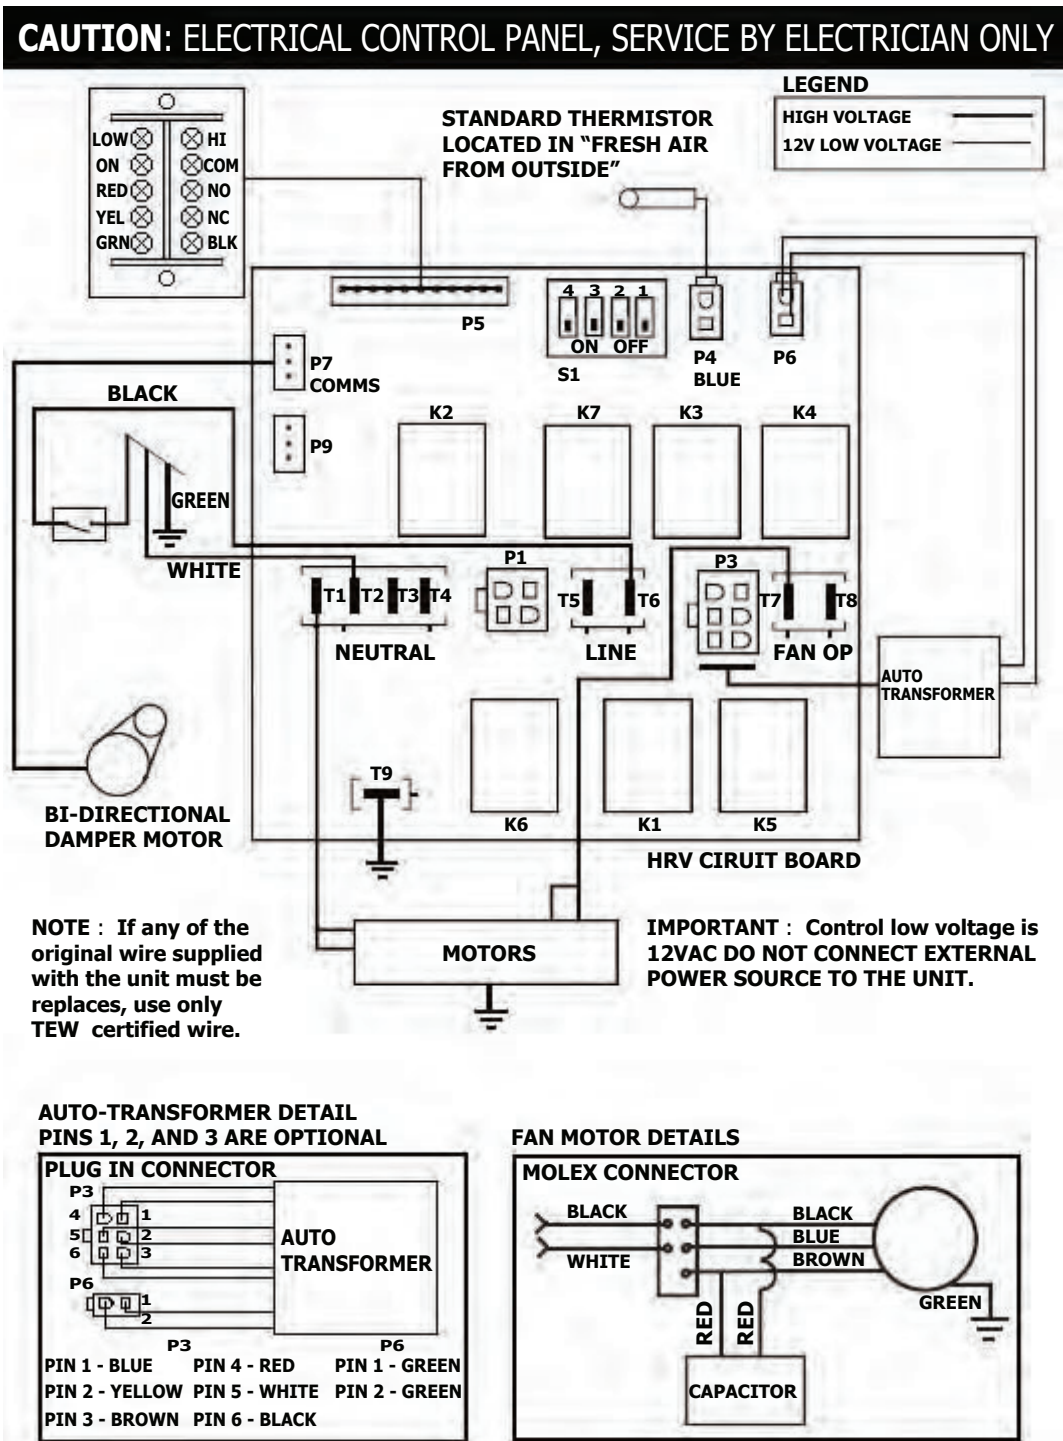 CAUTION: ELECTRICAL CONTROL PANEL, SERVICE BY ELECTRICIAN ONLY
LEGEND
HIGH VOLTAGE
12V LOW VOLTAGE
STANDARD THERMISTOR
LOCATED IN “FRESH AIR
FROM OUTSIDE”
LOW HI
ON COM
RED NO
YEL NC
GRN BLK
P5
4 3 2 1
ON OFF
S1
P4
BLUE
P6
P7
COMMS
P9
BLACK
GREEN
WHITE
K2
K7
K3
K4
P1
P3
T1 T2 T3 T4
NEUTRAL
T5 T6
LINE
T7 T8
FAN OP
AUTO
TRANSFORMER
T9
K6
K1
K5
BI-DIRECTIONAL
DAMPER MOTOR
HRV CIRUIT BOARD
MOTORS
NOTE : If any of the
original wire supplied
with the unit must be
replaces, use only
TEW certified wire.
IMPORTANT : Control low voltage is
12VAC DO NOT CONNECT EXTERNAL
POWER SOURCE TO THE UNIT.
AUTO-TRANSFORMER DETAIL
PINS 1, 2, AND 3 ARE OPTIONAL
PLUG IN CONNECTOR
P3
4 1
5 2
6 3
P6
1
2
AUTO
TRANSFORMER
P3 P6
PIN 1 - BLUE PIN 4 - RED PIN 1 - GREEN
PIN 2 - YELLOW PIN 5 - WHITE PIN 2 - GREEN
PIN 3 - BROWN PIN 6 - BLACK
FAN MOTOR DETAILS
MOLEX CONNECTOR
BLACK
WHITE
BLACK
BLUE
BROWN
GREEN
RED
RED
CAPACITOR